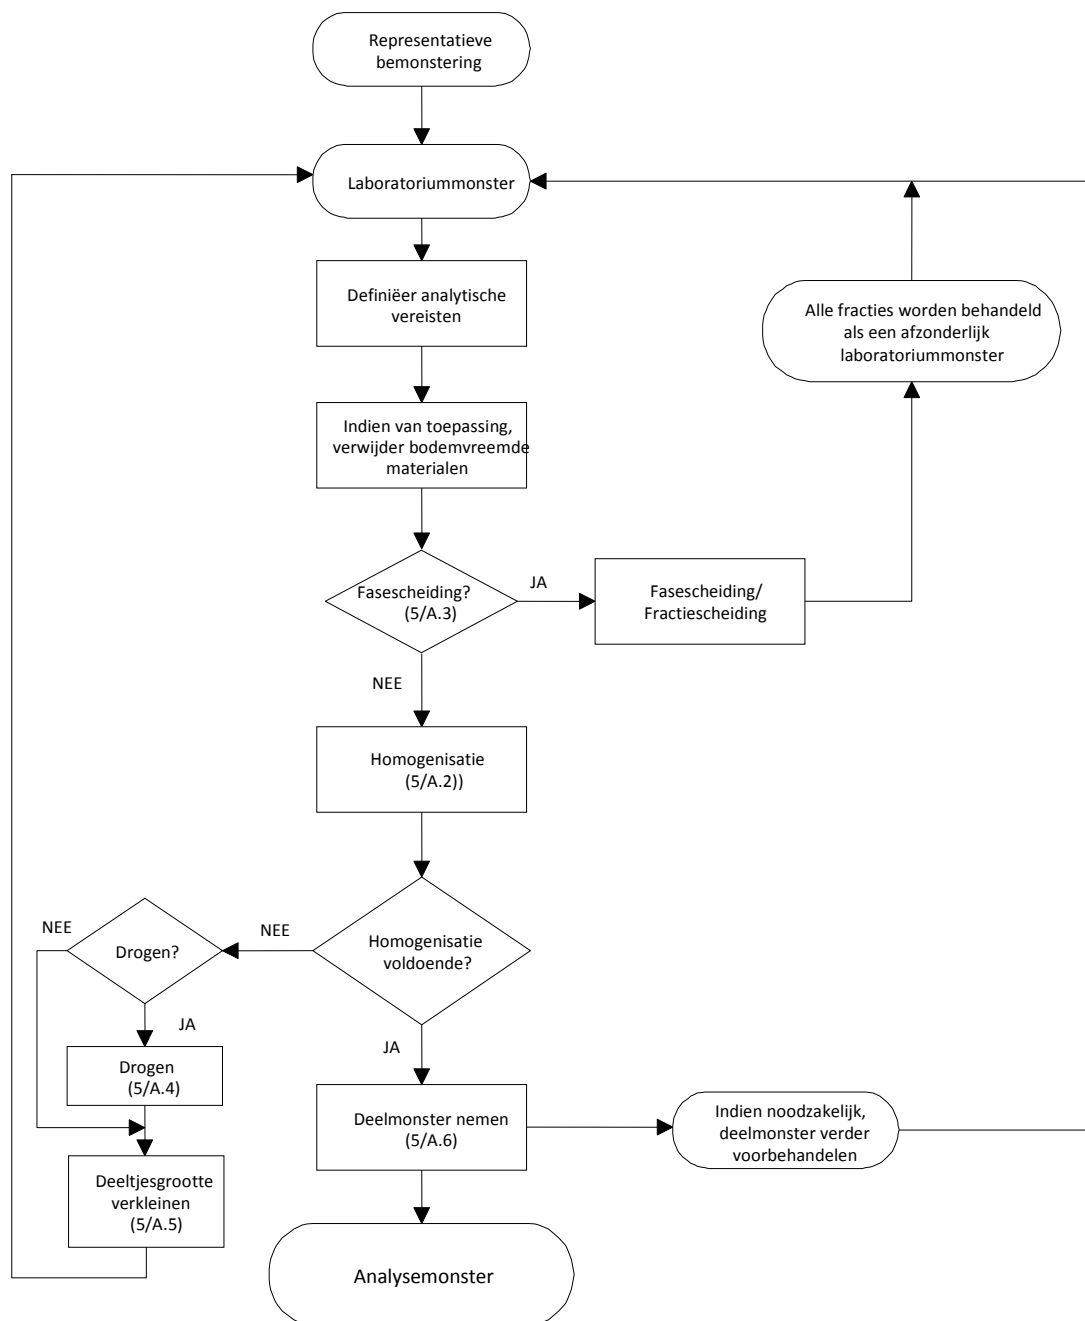 Representatieve
bemonstering
Laboratoriummonster
Definiëer analytische
vereisten
Alle fracties worden behandeld
als een afzonderlijk
laboratoriummonster
Indien van toepassing,
verwijder bodemvreemde
materialen
Fasescheiding?
(5/A.3)
JA
Fasescheiding/
Fractiescheiding
NEE
Homogenisatie
(5/A.2))
Homogenisatie
voldoende?
NEE
Drogen?
NEE
JA
Drogen
(5/A.4)
Deeltjesgrootte
verkleinen
(5/A.5)
JA
Deelmonster nemen
(5/A.6)
Indien noodzakelijk,
deelmonster verder
voorbehandelen
Analysemonster